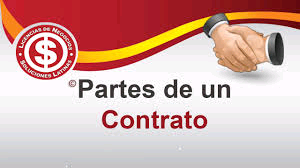 LICENCIAS DE NEGOCIOS
SOLUCIONES LATINAS
$
©Partes de un
Contrato